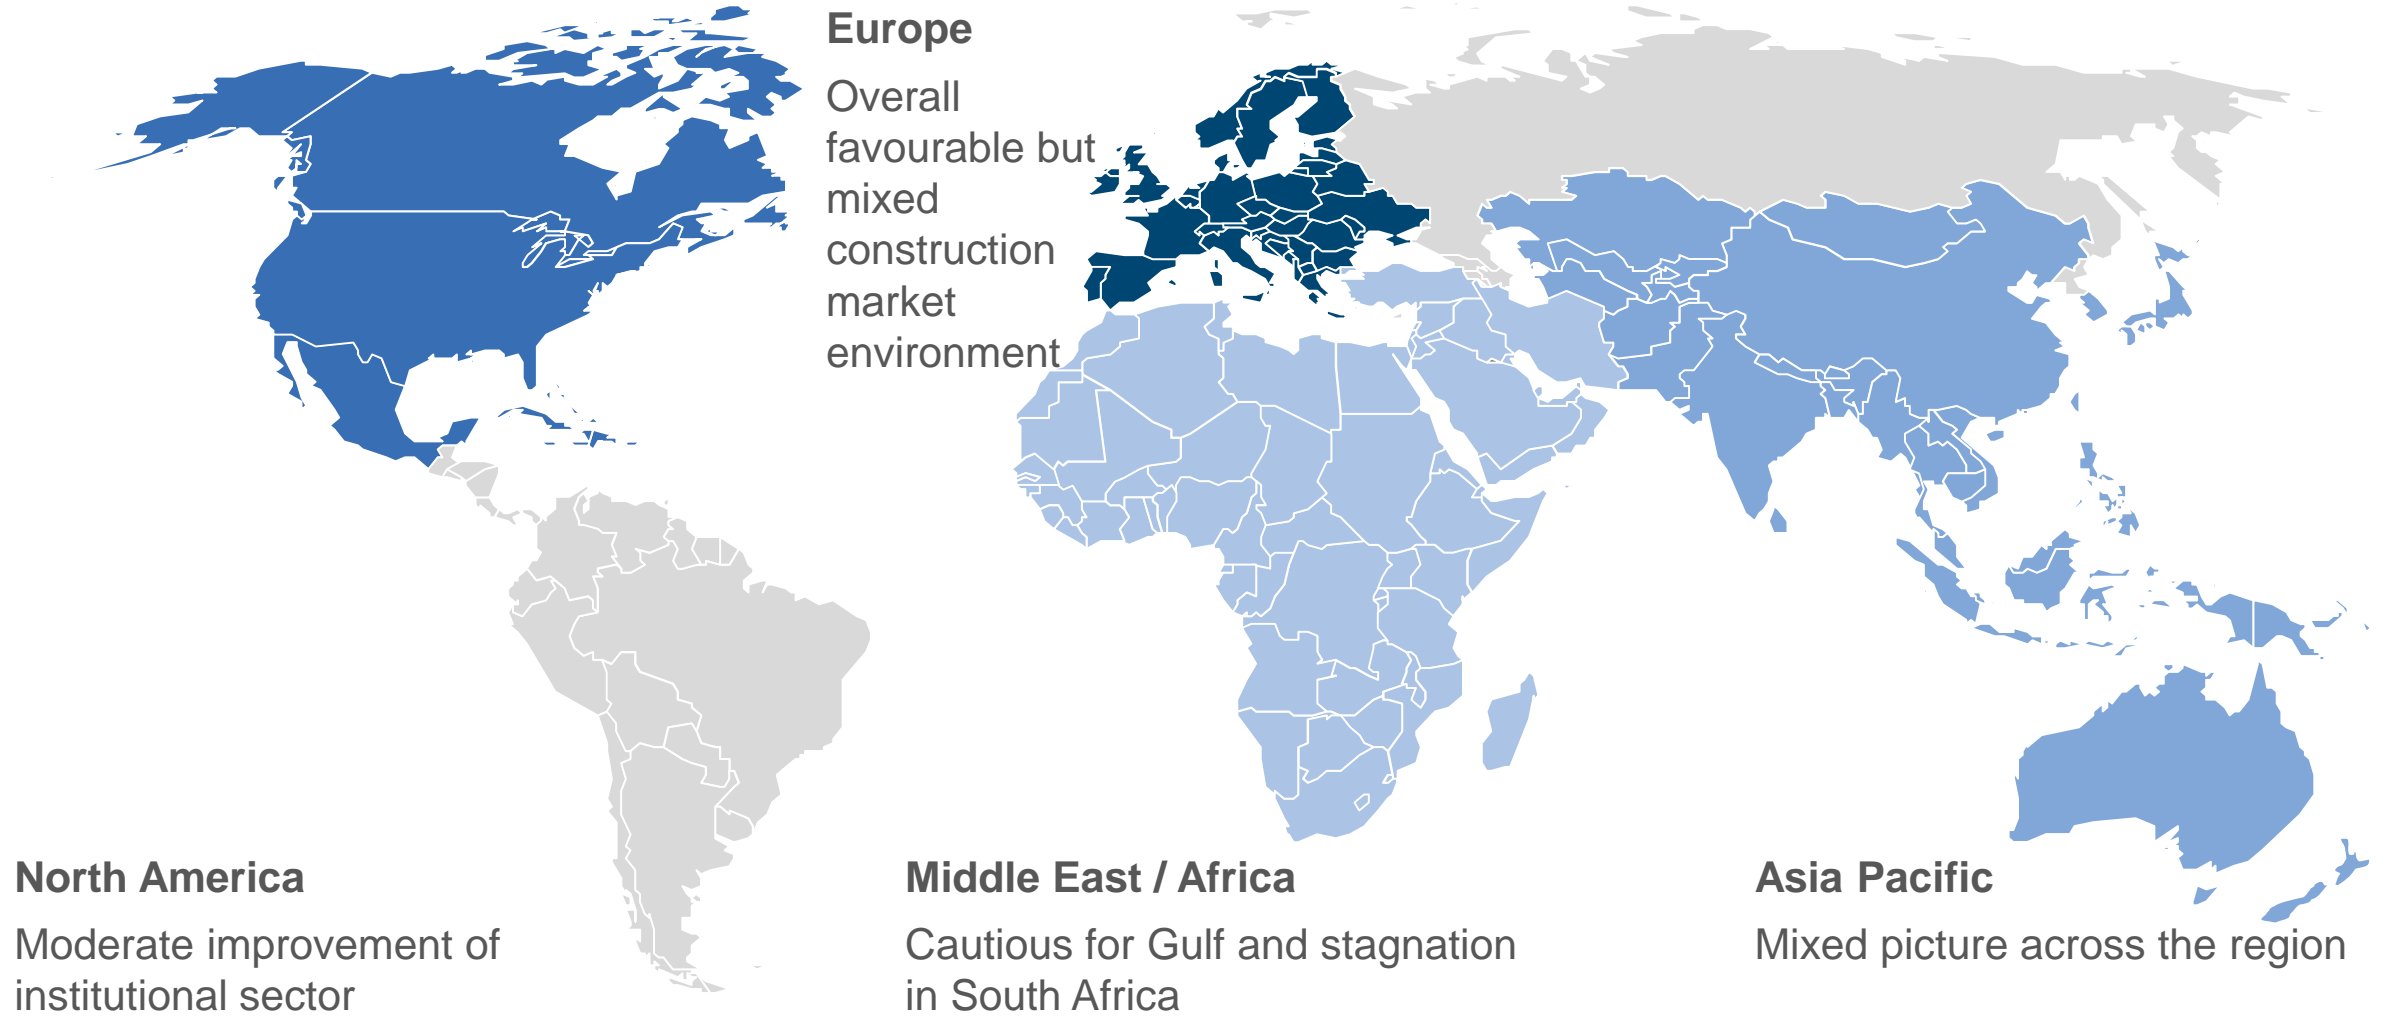 Europe
Overall
favourable but
mixed
construction
market
environment
North America
Moderate improvement of
institutional sector
Middle East / Africa
Cautious for Gulf and stagnation
in South Africa
Asia Pacific
Mixed picture across the region